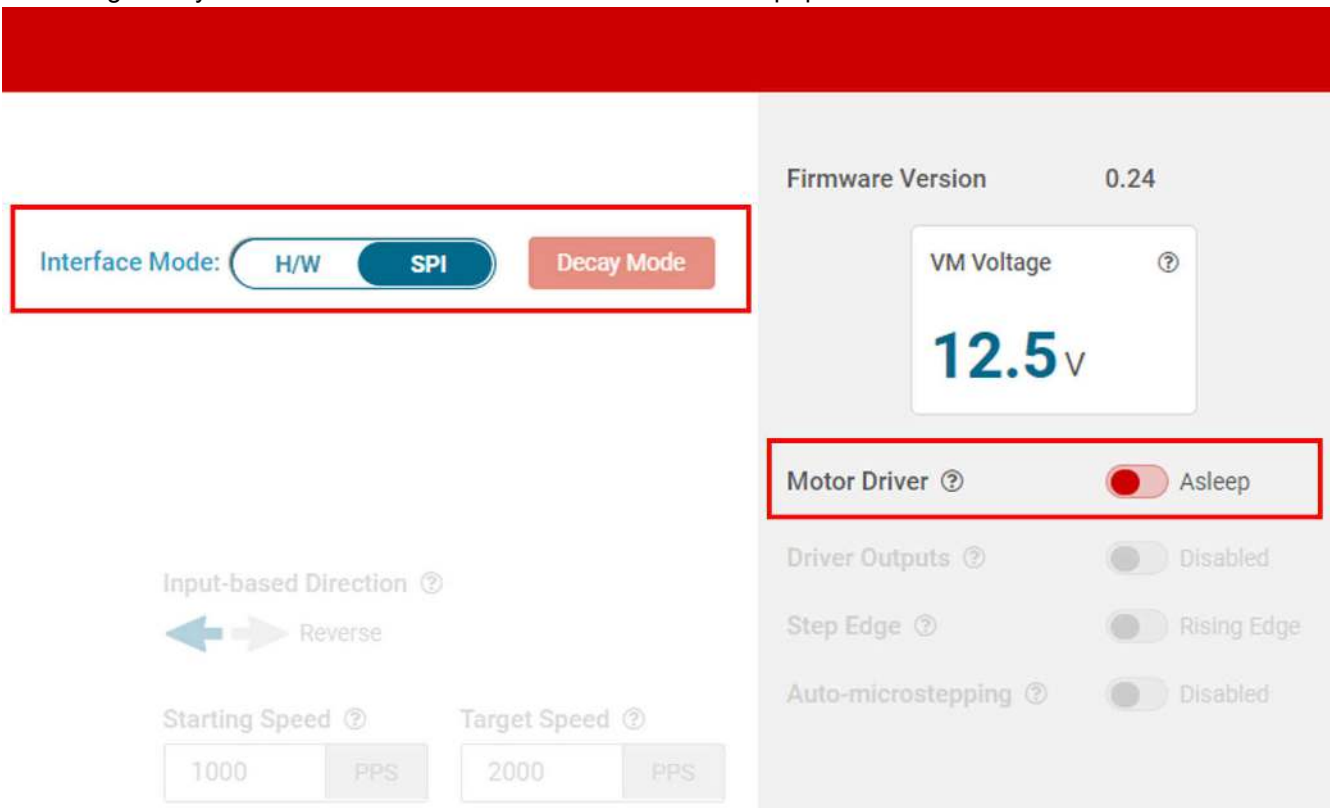 Firmware Version 0.24
Interface Mode: H/W SPI Decay Mode
VM Voltage
12.5 V
Motor Driver Asleep
Driver Outputs Disabled
Input-based Direction
Reverse
Step Edge Rising Edge
Auto-microstepping Disabled
Starting Speed Target Speed
1000 PPS 2000 PPS